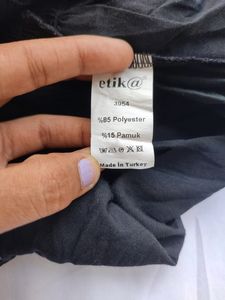 etik@
3954
%85 Polyester
%15 Pamuk
Made In Turkey